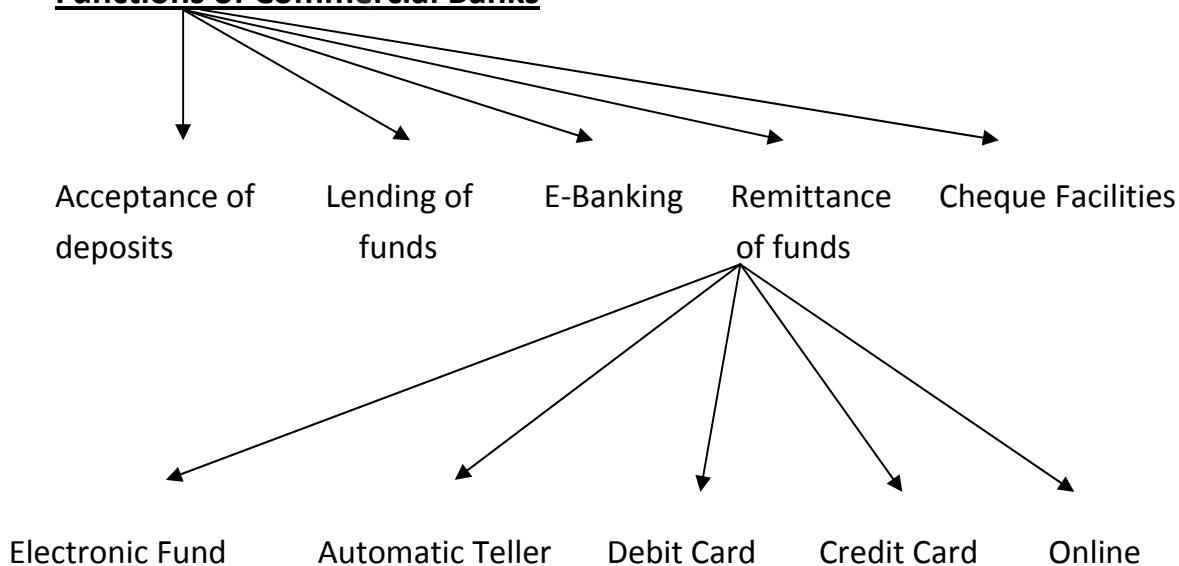 Functions of Commercial Banks
Acceptance of deposits
Lending of funds
E-Banking
Remittance of funds
Cheque Facilities
Electronic Fund
Automatic Teller
Debit Card
Credit Card
Online